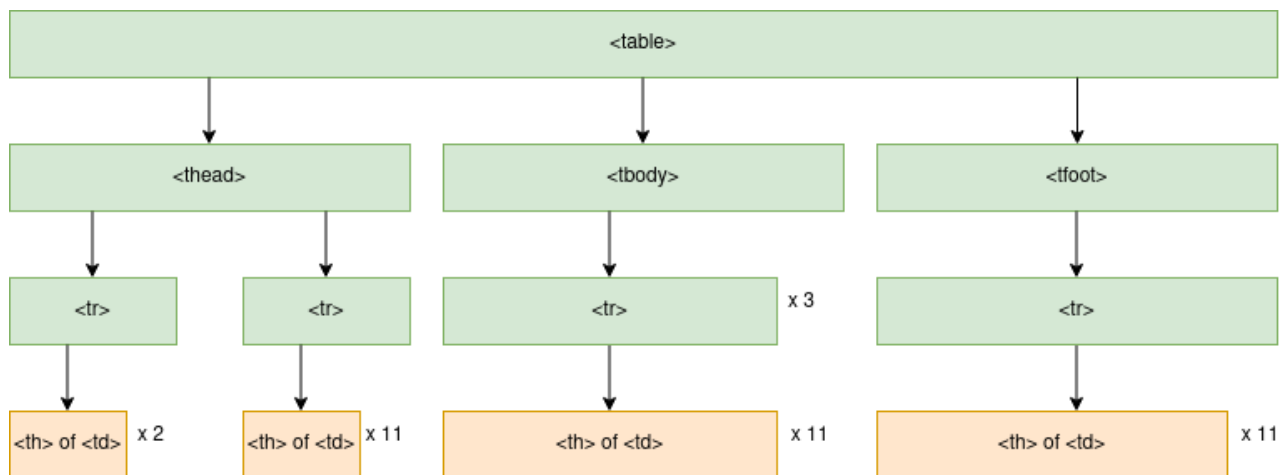 <table>
<thead>
<tbody>
<tfoot>
<tr>
<tr>
<tr>
x 3
<tr>
<th> of <td>
x 2
<th> of <td>
x 11
<th> of <td>
x 11
<th> of <td>
x 11